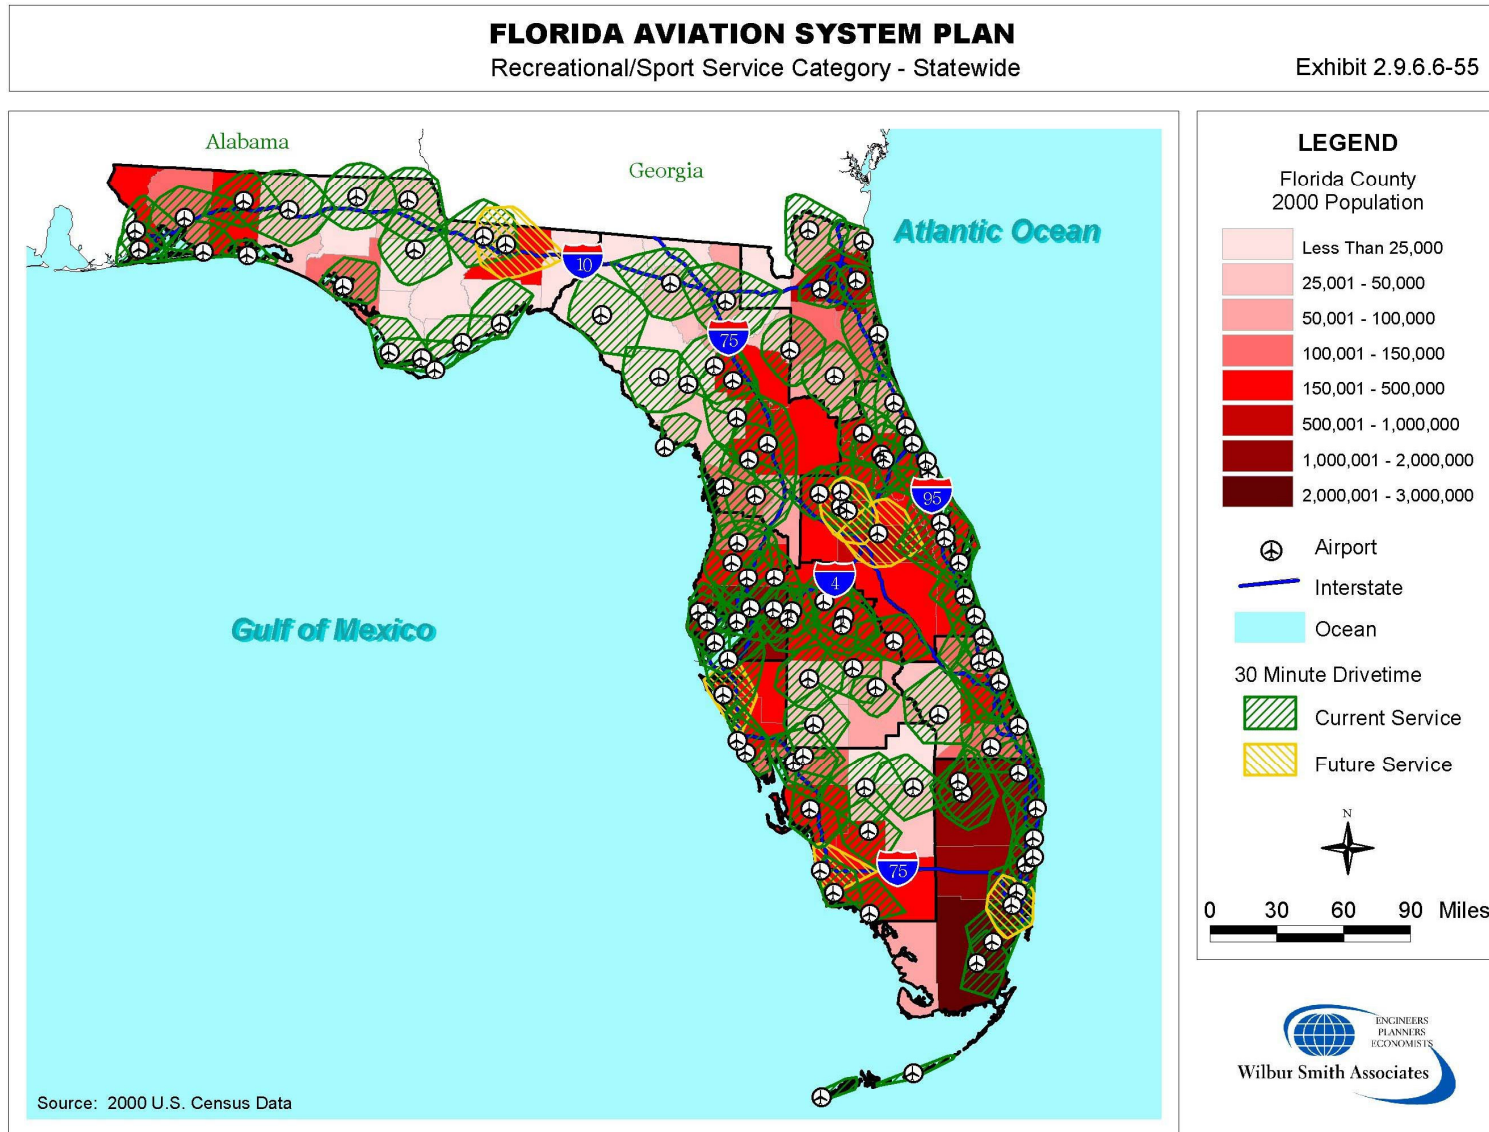 FLORIDA AVIATION SYSTEM PLAN
Recreational/Sport Service Category - Statewide
Exhibit 2.9.6.6-55
Alabama
Georgia
Atlantic Ocean
10
75
95
4
Gulf of Mexico
75
Source: 2000 U.S. Census Data
LEGEND
Florida County
2000 Population
Less Than 25,000
25,001 - 50,000
50,001 - 100,000
100,001 - 150,000
150,001 - 500,000
500,001 - 1,000,000
1,000,001 - 2,000,000
2,000,001 - 3,000,000
Airport
Interstate
Ocean
30 Minute Drivetime
Current Service
Future Service
N
0 30 60 90 Miles
ENGINEERS
PLANNERS
ECONOMISTS
Wilbur Smith Associates